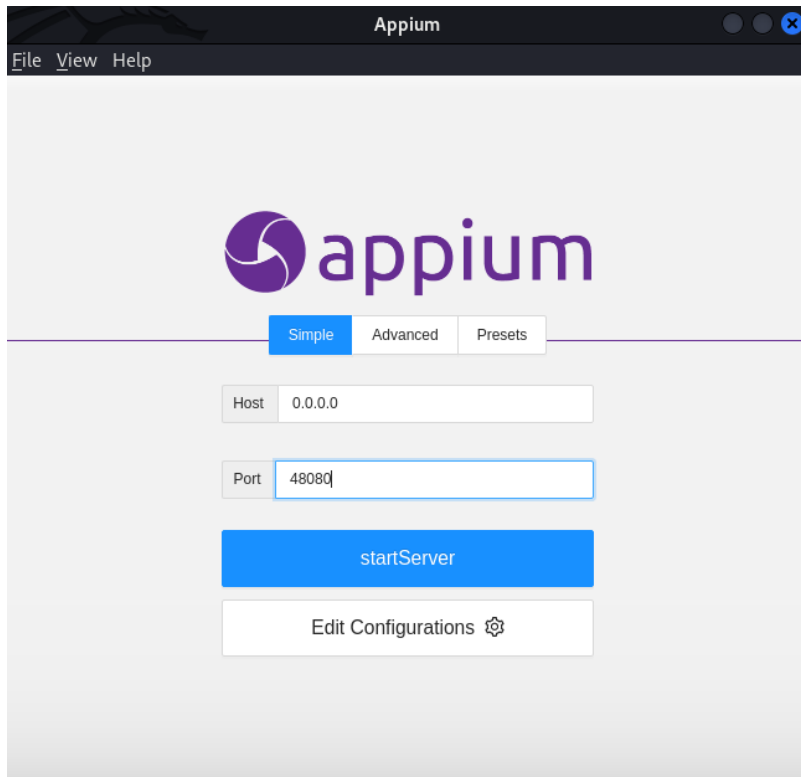 Appium
File View Help
appium
Simple Advanced Presets
Host 0.0.0.0
Port 48080
startServer
Edit Configurations